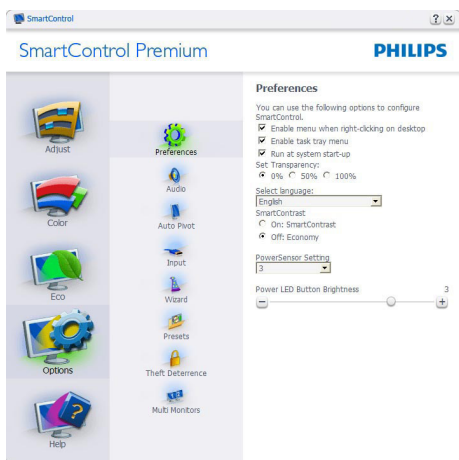 SmartControl
SmartControl Premium
PHILIPS
Adjust
Color
Eco
Options
Help
Preferences
Audio
Auto Pivot
Input
Wizard
Presets
Theft Deterrence
Multi Monitors
Preferences
You can use the following options to configure
SmartControl.
Enable menu when right-clicking on desktop
Enable task tray menu
Run at system start-up
Set Transparency:
0% 50% 100%
Select language:
English
SmartContrast
On: SmartContrast
Off: Economy
PowerSensor Setting
3
Power LED Button Brightness 3